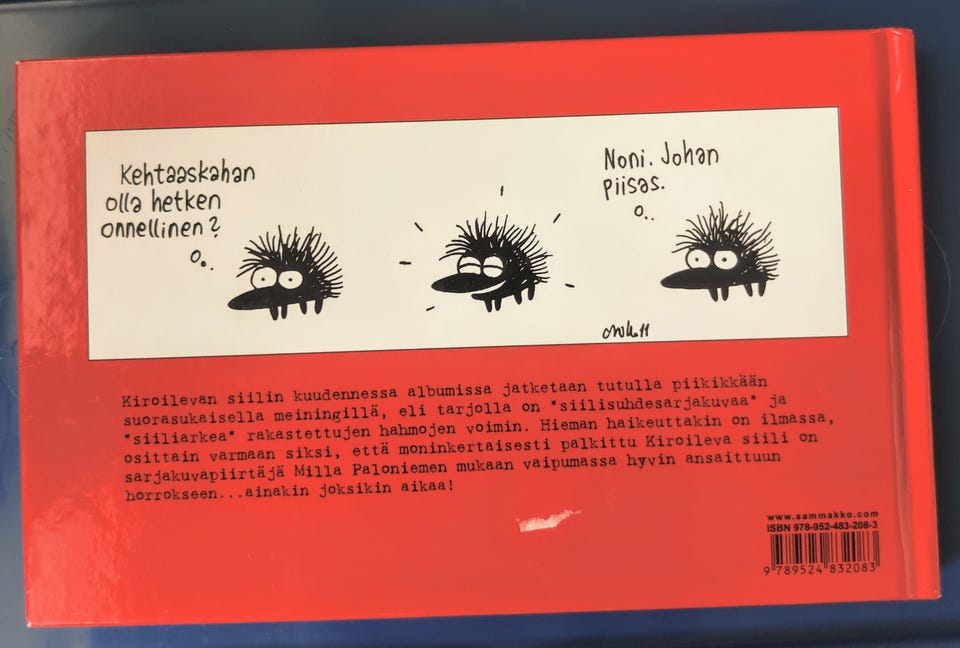 Kehtaaskahan
olla hetken
onnellinen?
Noni. Johan
piisas.
Kiroilevan siilin kuudennessa albumissa jatketaan tutulla piikikkään
suorasukaisella meiningillä, eli tarjolla on "siilisuhdesarjakuvaa" ja
"siiliarkea" rakastettujen hahmojen voimin. Hieman haikeuttakin on ilmassa,
osittain varmaan siksi, että moninkertaisesti palkittu Kiroileva siili on
sarjakuvapiirtäjä Milla Paloniemen mukaan vaipumassa hyvin ansaittuun
horrokseen...ainakin joksikin aikaa!
www.sammakko.com
ISBN 978-952-483-208-3
9 789524 832083